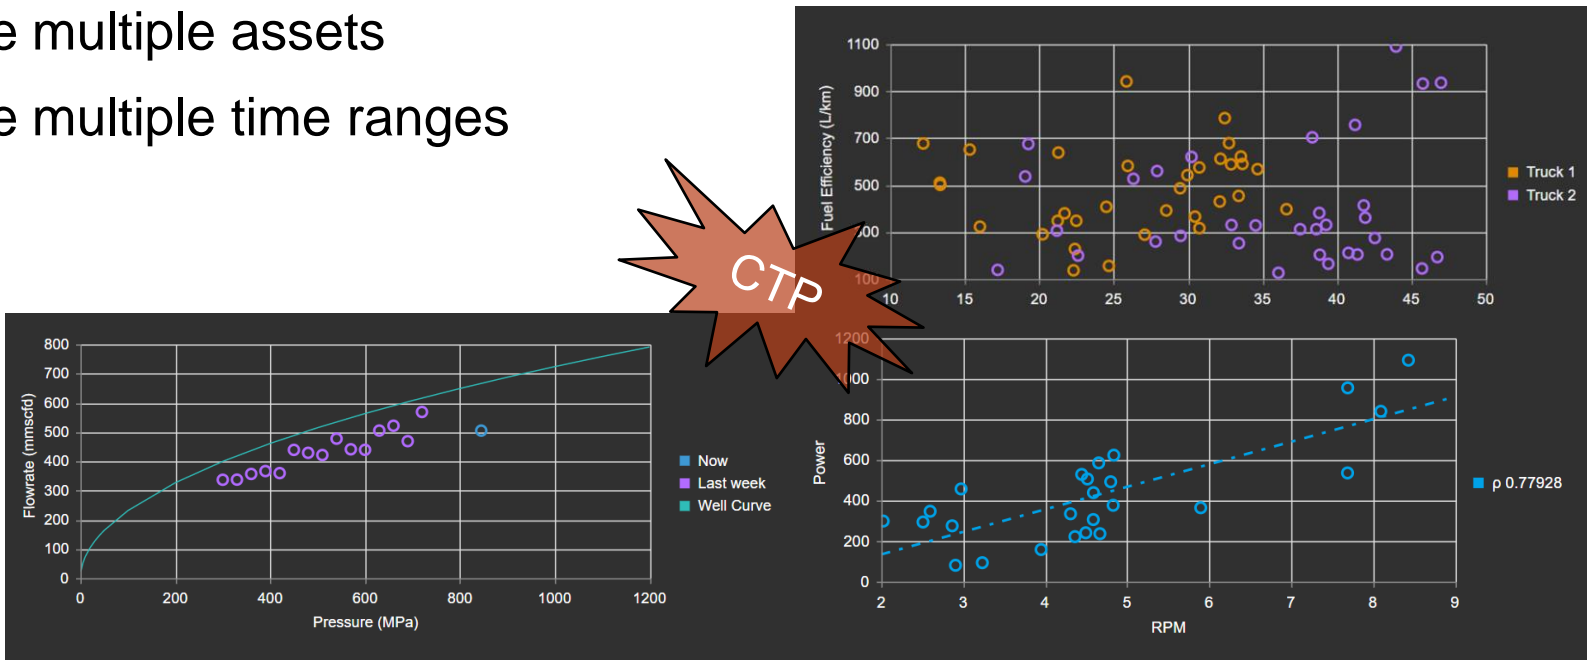 e multiple assets
e multiple time ranges
CTP
1100
900
700
500
100
Fuel Efficiency (L/km)
10 15 20 25 30 35 40 45 50
Truck 1
Truck 2
800
700
600
500
400
300
200
100
0
Flowrate (mmscfd)
0 200 400 600 800 1000 1200
Pressure (MPa)
Now
Last week
Well Curve
1200
1000
800
600
400
200
0
Power
2 3 4 5 6 7 8 9
RPM
ρ 0.77928